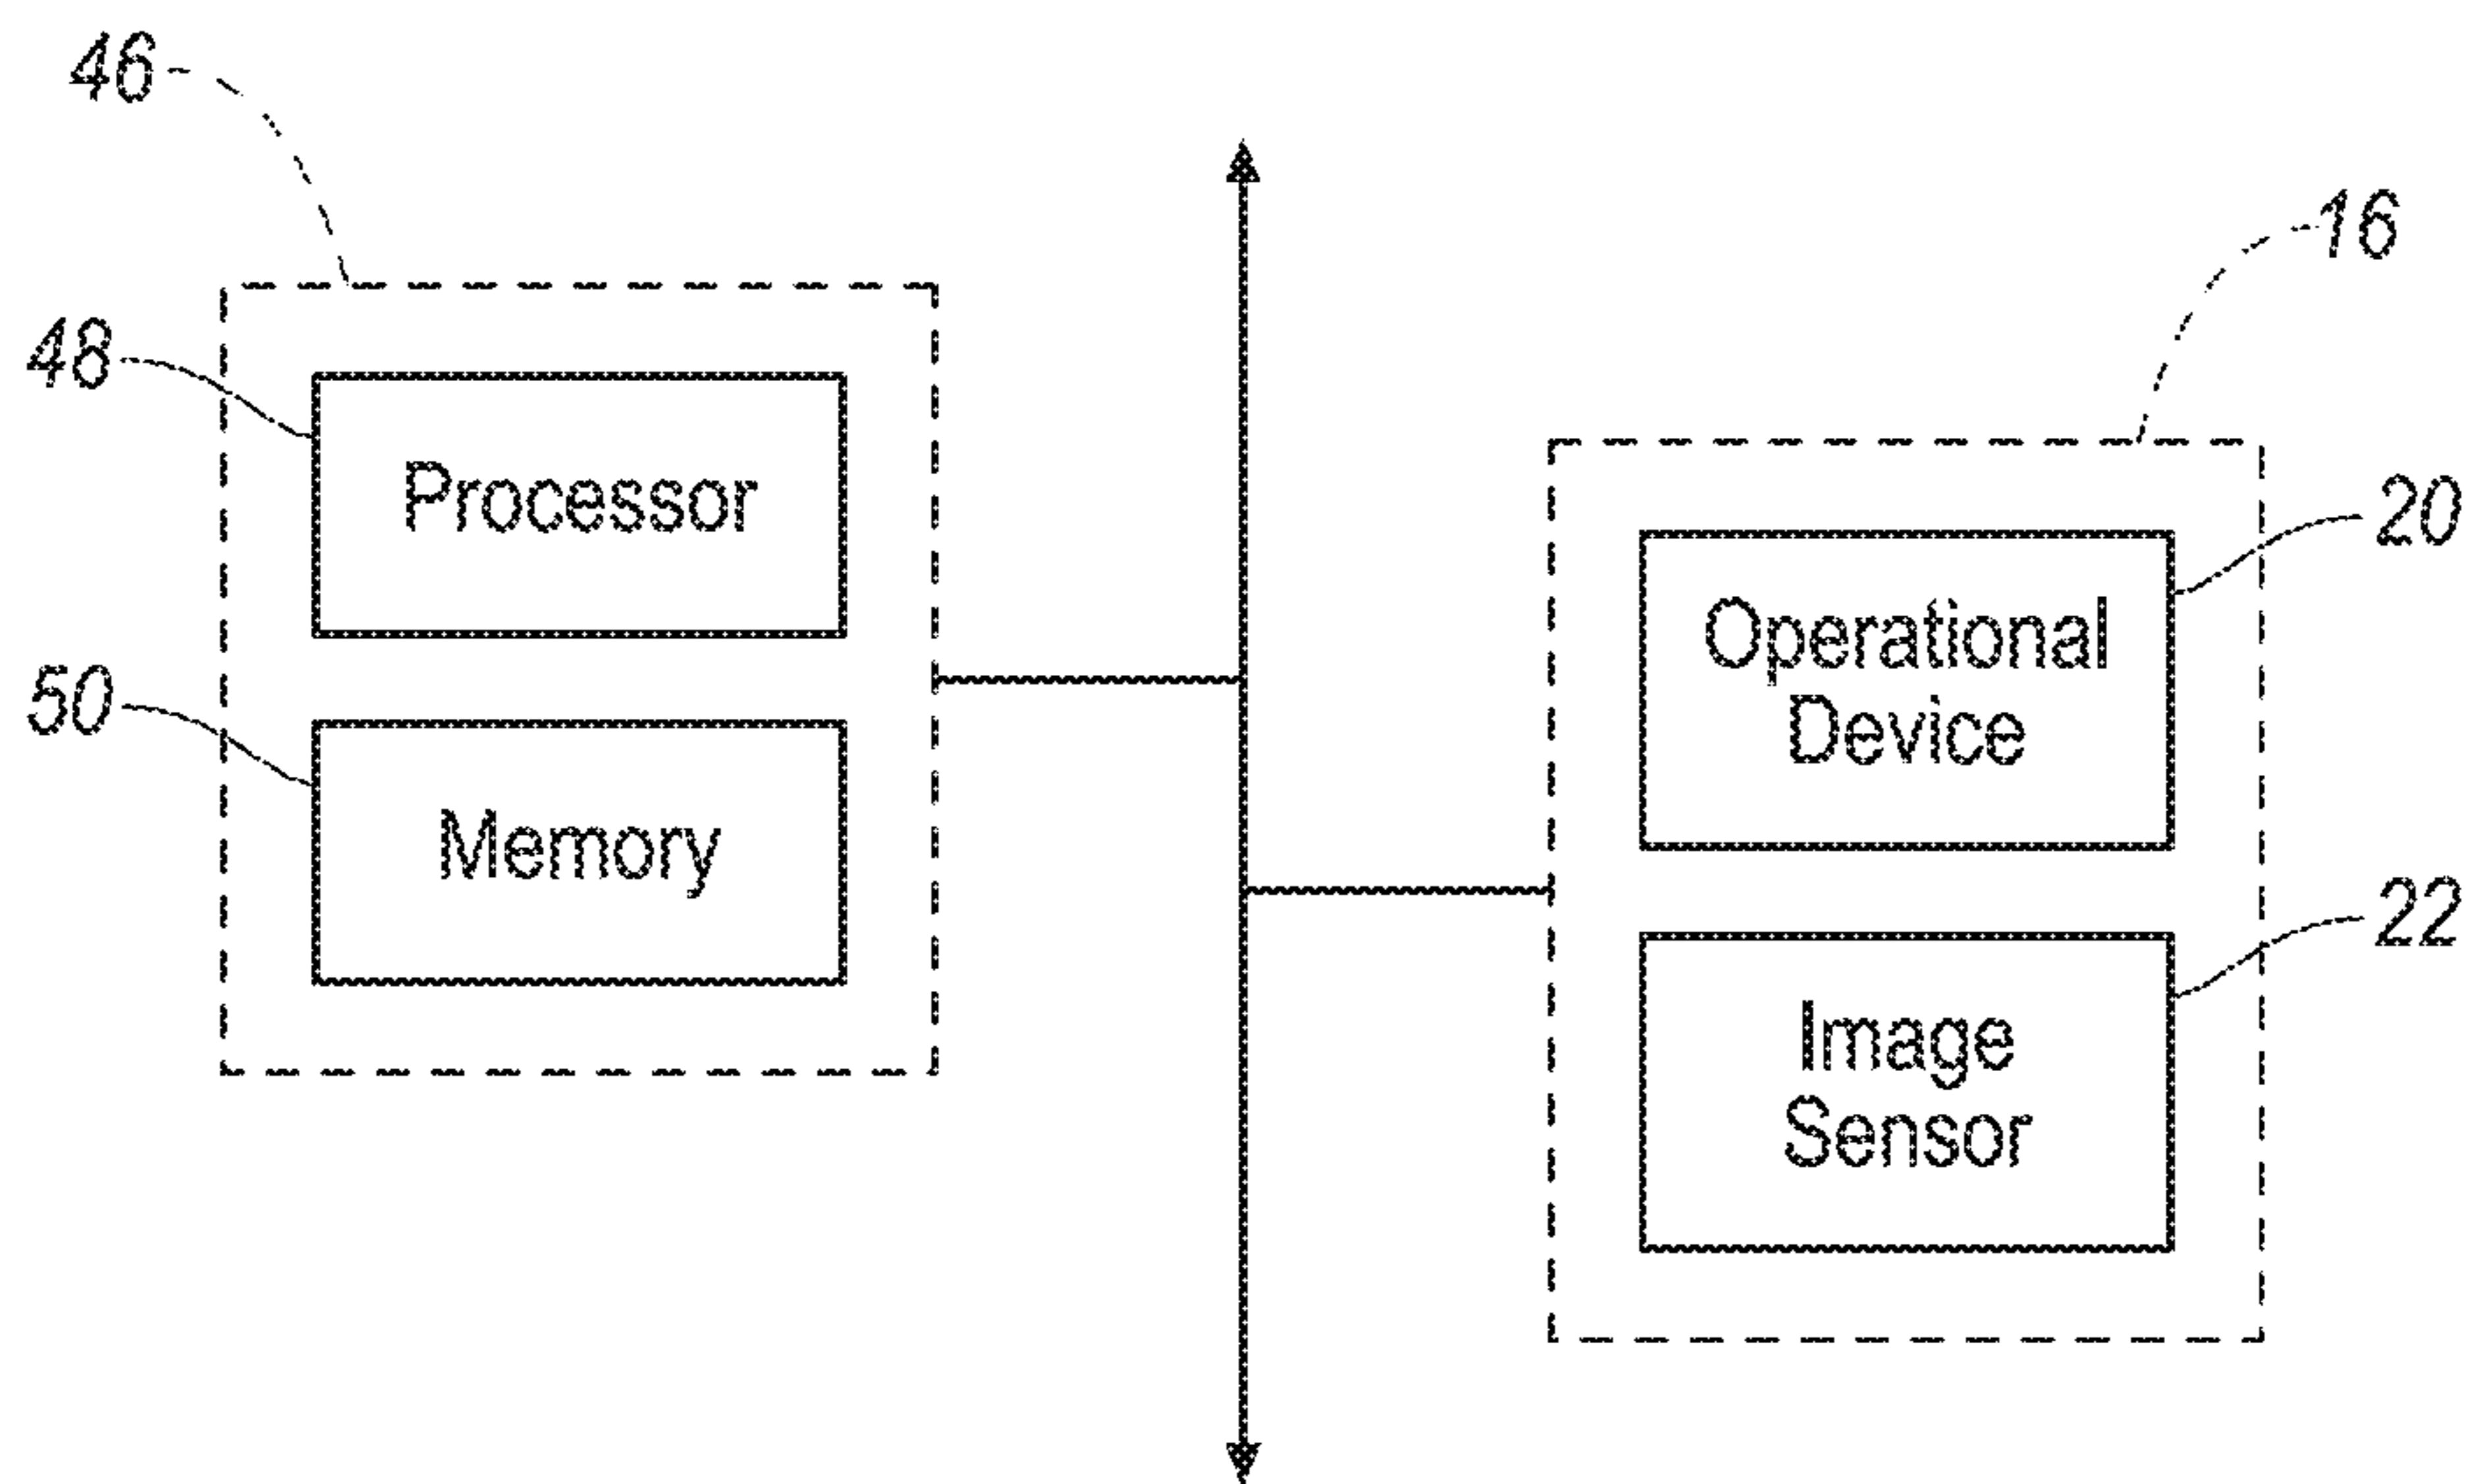 46
16
48
Processor
20
Operational
Device
50
Memory
22
Image
Sensor